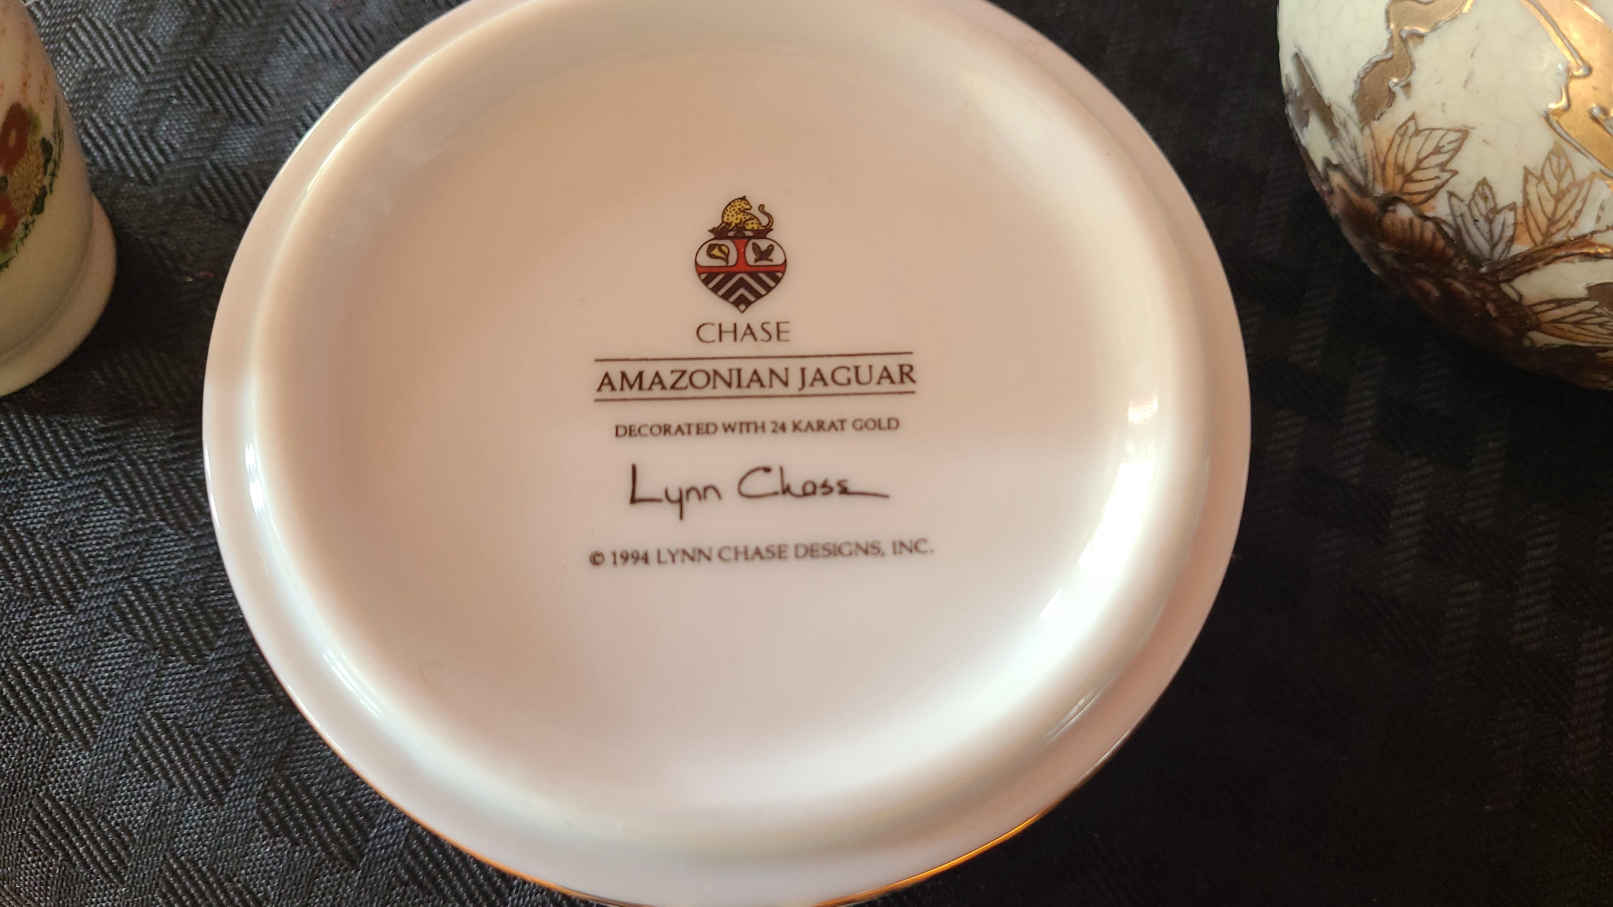 CHASE
AMAZONIAN JAGUAR
DECORATED WITH 24 KARAT GOLD
Lynn Chase
© 1994 LYNN CHASE DESIGNS, INC.